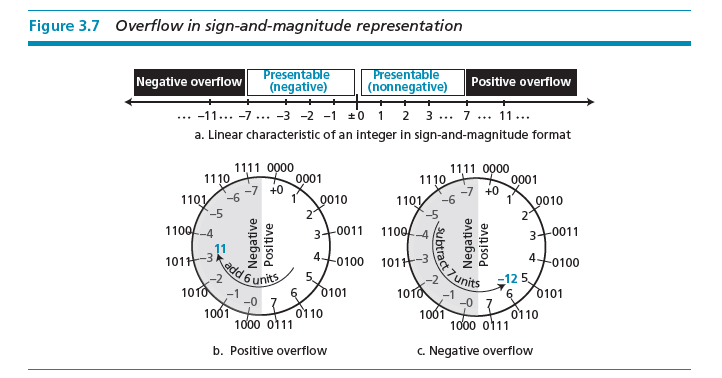 Figure 3.7 Overflow in sign-and-magnitude representation
Negative overflow Presentable (negative) Presentable (nonnegative) Positive overflow
... −11... −7 ... −3 −2 −1 ±0 1 2 3 ... 7 ... 11 ...
a. Linear characteristic of an integer in sign-and-magnitude format
1111 0000
1110 0001
−7 +0
1101 −6 1 0010
−5 2
1100 −4 3 0011
11
1011 −3 4 0100
Negative
Positive
add 6 units
−2 5
1010 −1 −0 7 6 0101
1001 0110
1000 0111
b. Positive overflow
1111 0000
1110 0001
−7 +0
1101 −6 1 0010
−5 2
1100 −4 3 0011
1011 −3 4 0100
Negative
Positive
subtract 7 units
−2 −12 5
1010 −1 −0 7 6 0101
1001 0110
1000 0111
c. Negative overflow